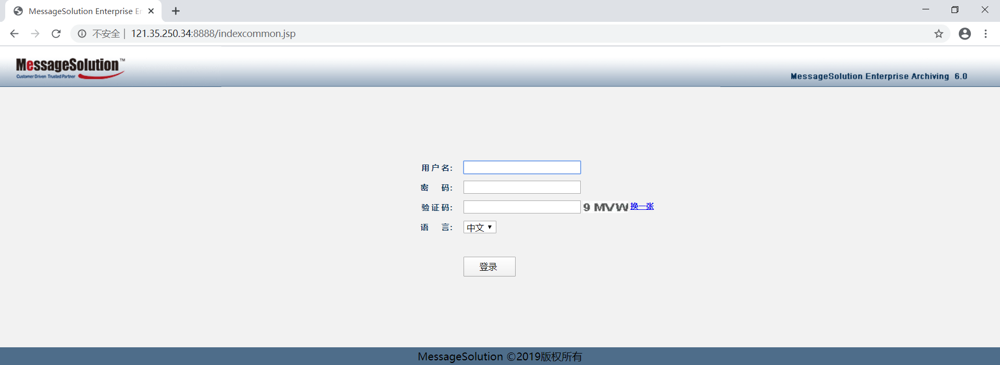 MessageSolution Enterprise Er
不安全 | 121.35.250.34:8888/indexcommon.jsp
MessageSolution™
Customer Driven Trusted Partner
MessageSolution Enterprise Archiving 6.0
用户名：
密 码：
验证码： 9 MVW 换一张
语 言： 中文
登录
MessageSolution ©2019版权所有